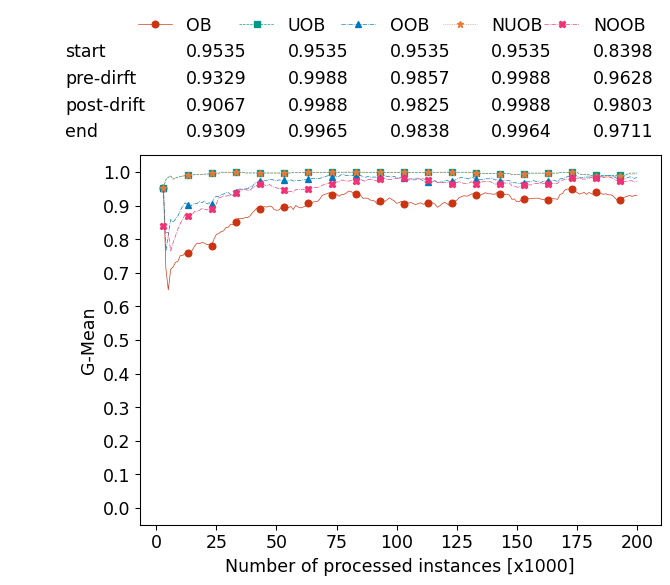 OB UOB OOB NUOB NOOB
start 0.9535 0.9535 0.9535 0.9535 0.8398
pre-dirft 0.9329 0.9988 0.9857 0.9988 0.9628
post-drift 0.9067 0.9988 0.9825 0.9988 0.9803
end 0.9309 0.9965 0.9838 0.9964 0.9711
1.0
0.9
0.8
0.7
0.6
0.5
0.4
0.3
0.2
0.1
0.0
G-Mean
0 25 50 75 100 125 150 175 200
Number of processed instances [x1000]